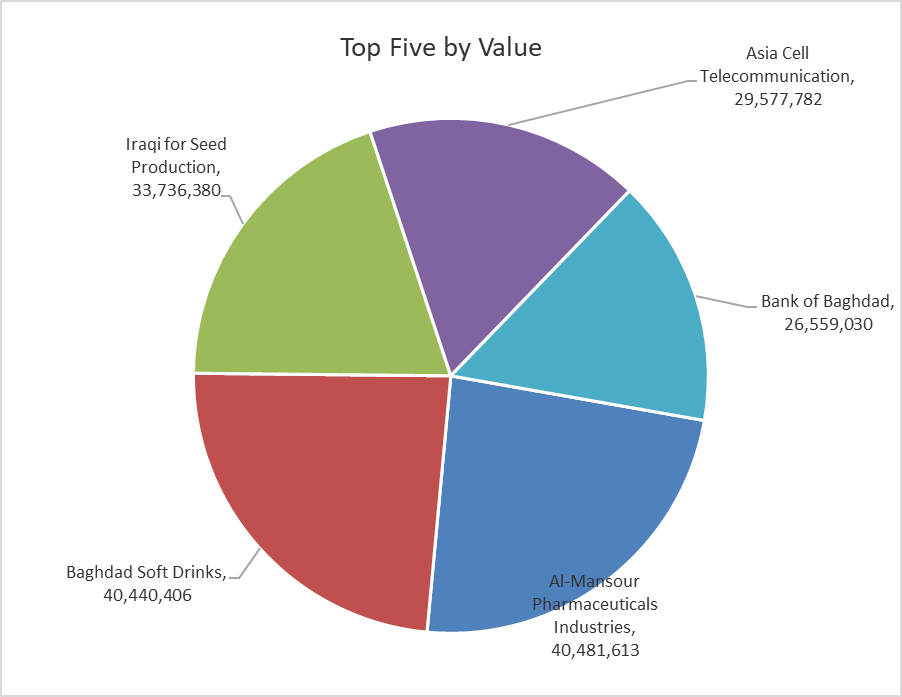 Top Five by Value
Asia Cell
Telecommunication,
29,577,782
Iraqi for Seed
Production,
33,736,380
Bank of Baghdad,
26,559,030
Baghdad Soft Drinks,
40,440,406
Al-Mansour
Pharmaceuticals
Industries,
40,481,613